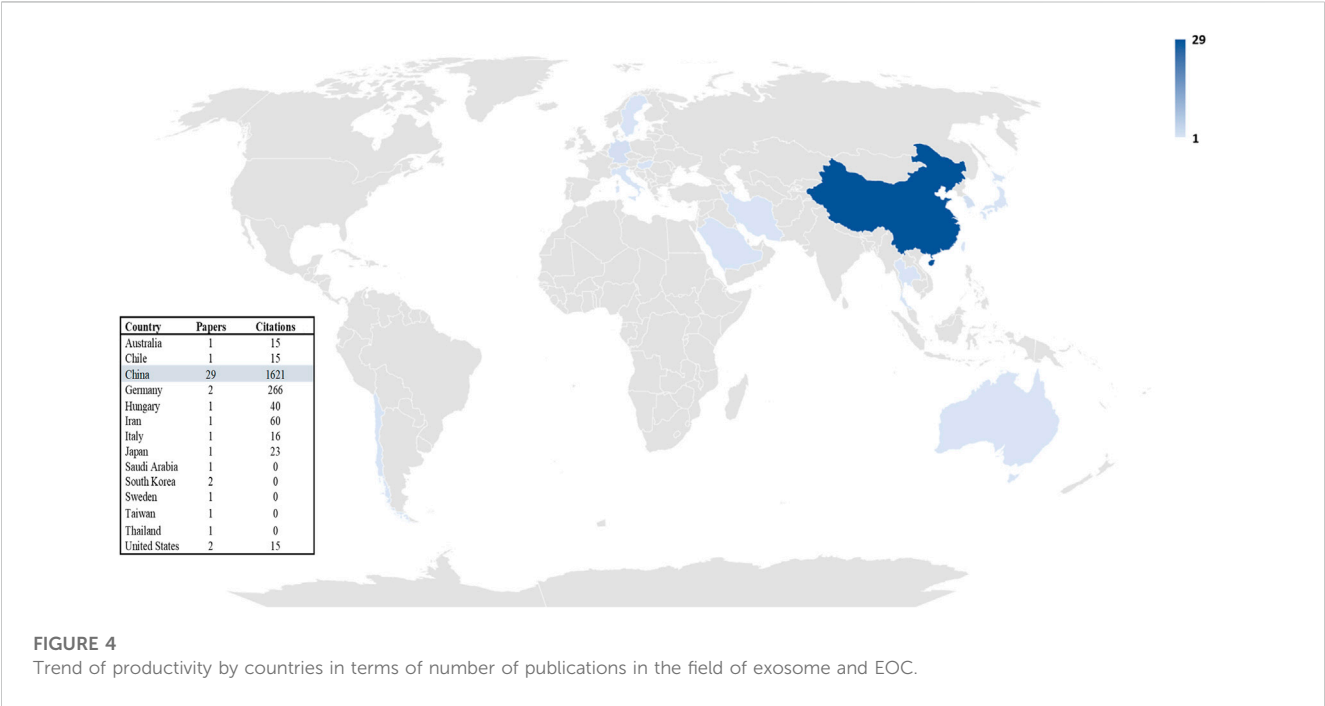 29
1
Country Papers Citations
Australia 1 15
Chile 1 15
China 29 1621
Germany 2 266
Hungary 1 40
Iran 1 60
Italy 1 16
Japan 1 23
Saudi Arabia 1 0
South Korea 2 0
Sweden 1 0
Taiwan 1 0
Thailand 1 0
United States 2 15
FIGURE 4
Trend of productivity by countries in terms of number of publications in the field of exosome and EOC.